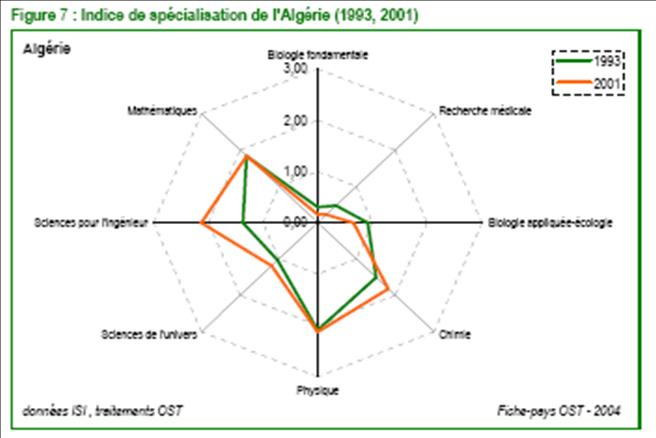 Figure 7 : Indice de spécialisation de l'Algérie (1993, 2001)
Algérie
Biologie fondamentale
1993
2001
3,00
Mathématiques
Recherche médicale
2,00
1,00
Sciences pour l'ingénieur
0,00
Biologie appliquée-écologie
Sciences de l'univers
Chimie
Physique
données ISI, traitements OST
Fiche-pays OST - 2004